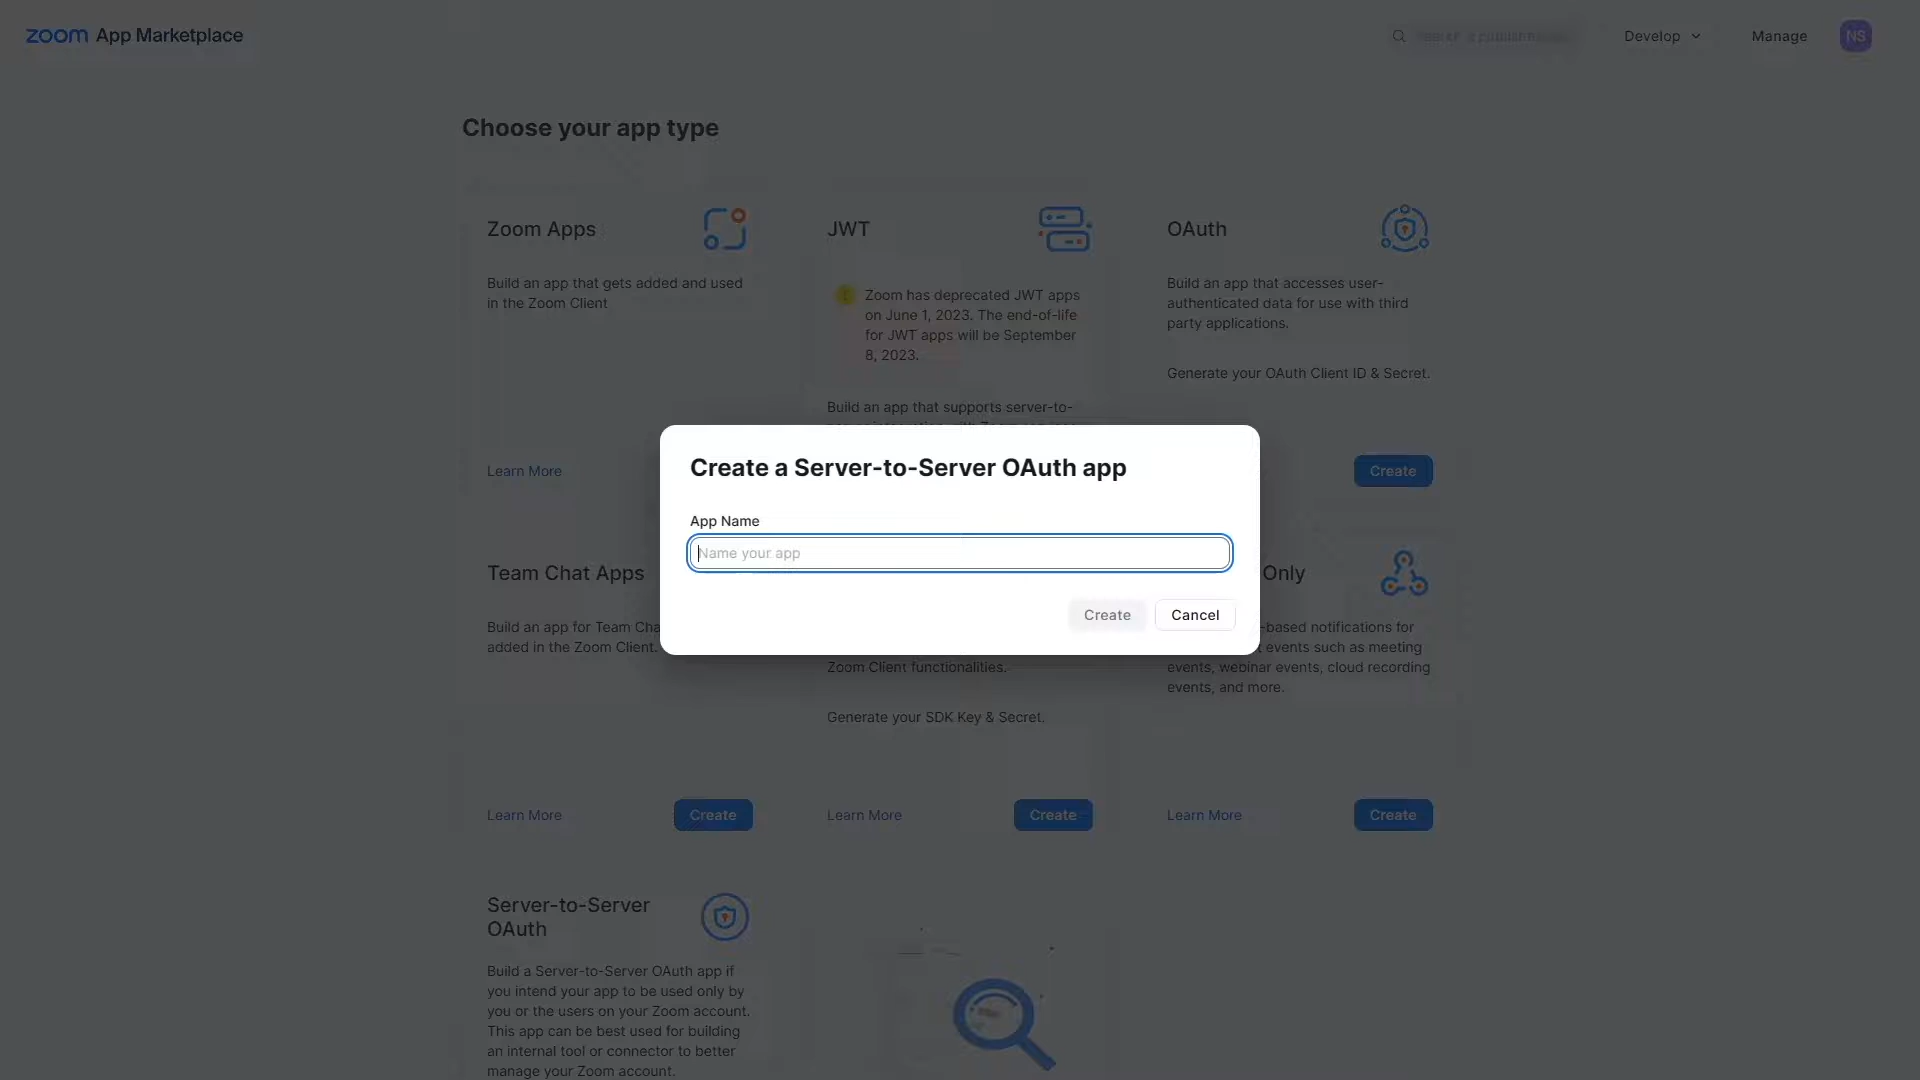 zoom App Marketplace
Develop
Manage
NS
Choose your app type
Zoom Apps
Build an app that gets added and used
in the Zoom Client
Learn More
JWT
Zoom has deprecated JWT apps
on June 1, 2023. The end-of-life
for JWT apps will be September
8, 2023.
Build an app that supports server-to-
OAuth
Build an app that accesses user-
authenticated data for use with third
party applications.
Generate your OAuth Client ID & Secret.
Create
Create a Server-to-Server OAuth app
App Name
Name your app
Create
Cancel
Team Chat Apps
Build an app for Team Cha
added in the Zoom Client.
Learn More
Create
Zoom Client functionalities.
Generate your SDK Key & Secret.
Learn More
Create
Only
-based notifications for
t events such as meeting
events, webinar events, cloud recording
events, and more.
Learn More
Create
Server-to-Server
OAuth
Build a Server-to-Server OAuth app if
you intend your app to be used only by
you or the users on your Zoom account.
This app can be best used for building
an internal tool or connector to better
manage your Zoom account.